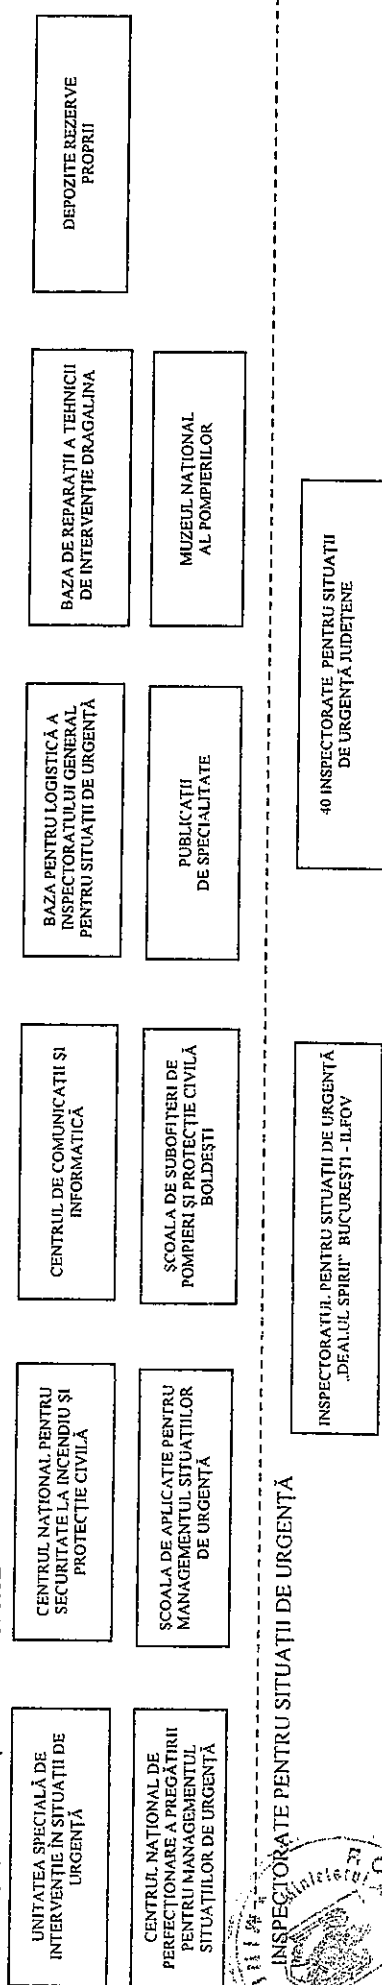 UNITATEA SPECIALĂ DE
INTERVENȚIE ÎN SITUAȚII DE
URGENȚĂ
CENTRUL NAȚIONAL PENTRU
SECURITATE LA INCENDIU ȘI
PROTECȚIE CIVILĂ
CENTRUL DE COMUNICAȚII ȘI
INFORMATICĂ
BAZA PENTRU LOGISTICĂ A
INSPECTORATULUI GENERAL
PENTRU SITUAȚII DE URGENȚĂ
BAZA DE REPARAȚII A TEHNICII
DE INTERVENȚIE DRAGALINA
DEPOZITE REZERVE
PROPRII
CENTRUL NAȚIONAL DE
PERFECȚIONARE A PREGĂTIRII
PENTRU MANAGEMENTUL
SITUAȚIILOR DE URGENȚĂ
ȘCOALA DE APLICAȚIE PENTRU
MANAGEMENTUL SITUAȚIILOR
DE URGENȚĂ
ȘCOALA DE SUBOFIȚERI DE
POMPIERI ȘI PROTECȚIE CIVILĂ
BOLDEȘTI
PUBLICAȚII
DE SPECIALITATE
MUZEUL NAȚIONAL
AL POMPIERILOR
INSPECTORATE PENTRU SITUAȚII DE URGENȚĂ
INSPECTORATUL PENTRU SITUAȚII DE URGENȚĂ
„DEALUL SPIRII” BUCUREȘTI - ILFOV
40 INSPECTORATE PENTRU SITUAȚII
DE URGENȚĂ JUDEȚENE